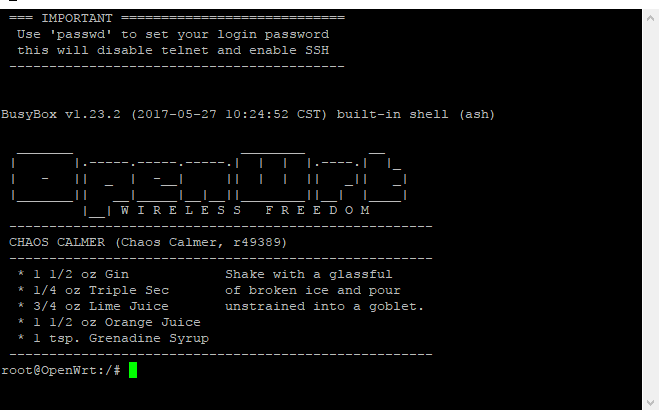 === IMPORTANT ============================
Use 'passwd' to set your login password
this will disable telnet and enable SSH
------------------------------------------
BusyBox v1.23.2 (2017-05-27 10:24:52 CST) built-in shell (ash)
OpenWrt
W I R E L E S S   F R E E D O M
-----------------------------------------------------
CHAOS CALMER (Chaos Calmer, r49389)
-----------------------------------------------------
* 1 1/2 oz Gin            Shake with a glassful
* 1/4 oz Triple Sec       of broken ice and pour
* 3/4 oz Lime Juice       unstrained into a goblet.
* 1 1/2 oz Orange Juice
* 1 tsp. Grenadine Syrup
-----------------------------------------------------
root@OpenWrt:/#